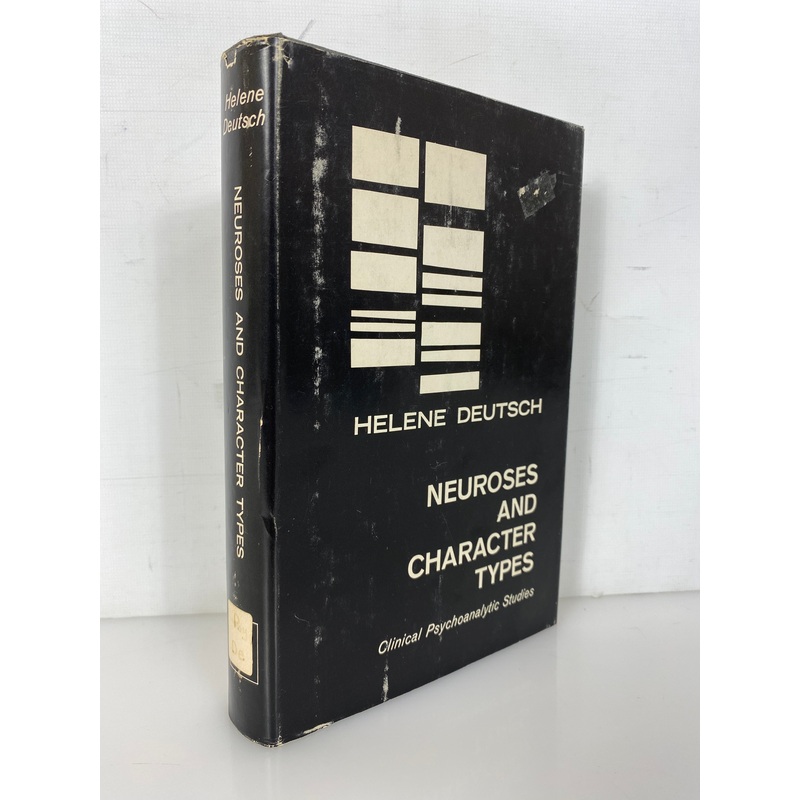 Helene
Deutsch
NEUROSES AND CHARACTER TYPES
HELENE DEUTSCH
NEUROSES
AND
CHARACTER
TYPES
Clinical Psychoanalytic Studies